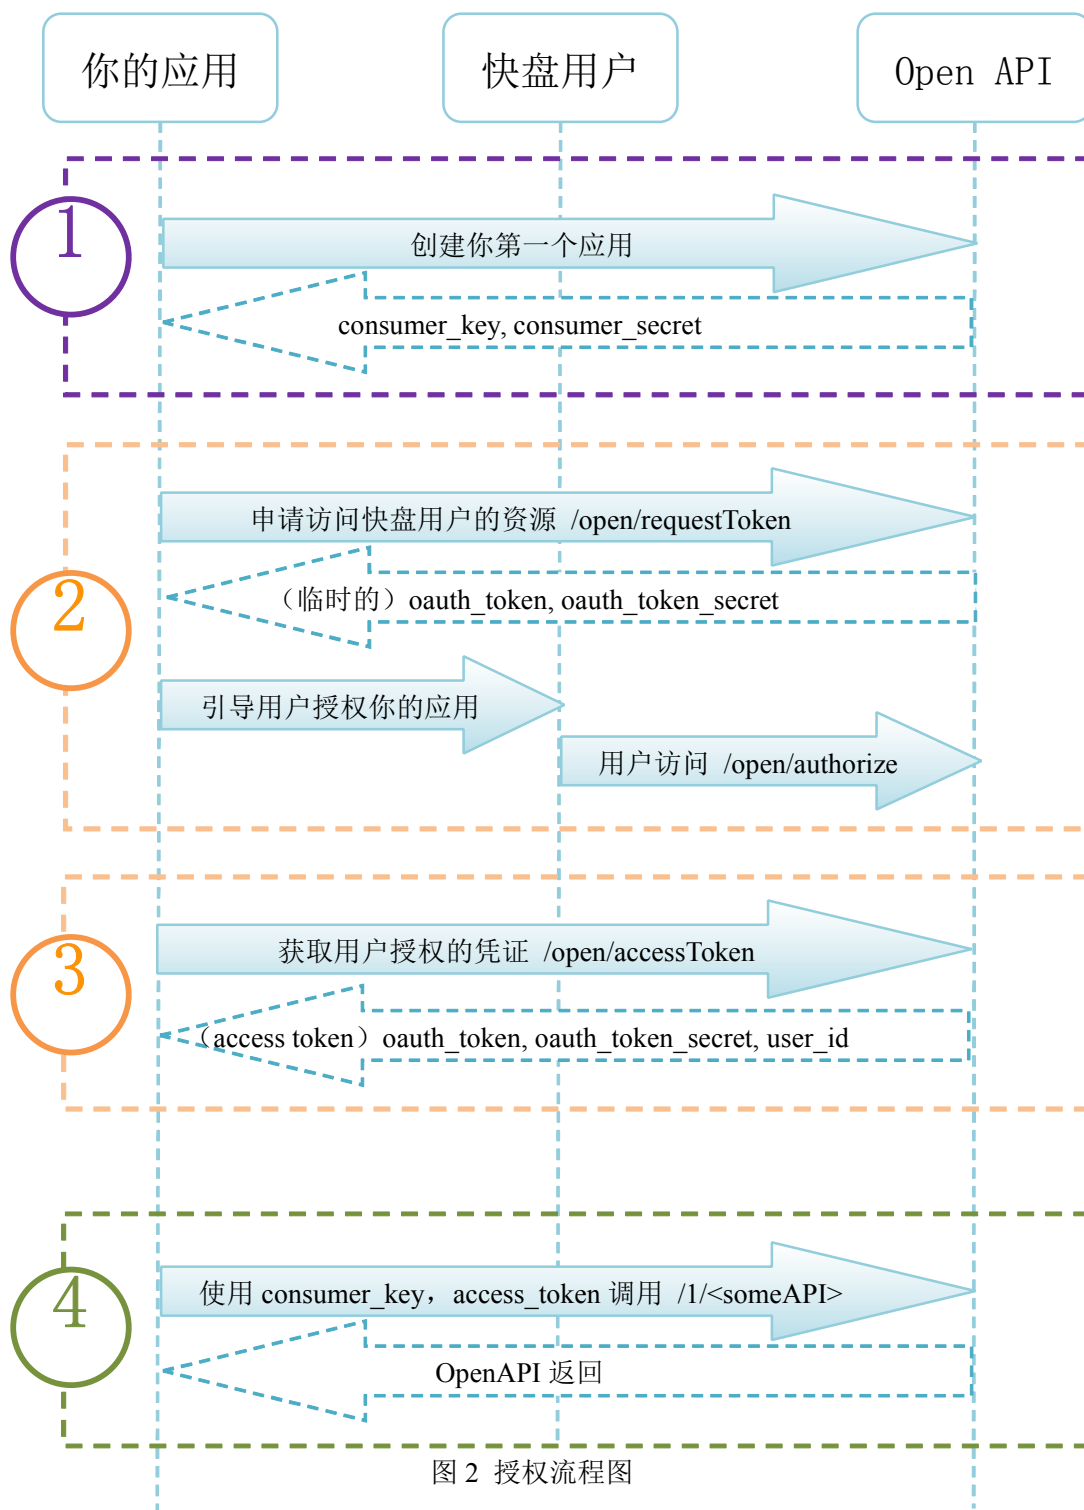 你的应用
快盘用户
Open API
1
创建你第一个应用
consumer_key, consumer_secret
2
申请访问快盘用户的资源 /open/requestToken
（临时的）oauth_token, oauth_token_secret
引导用户授权你的应用
用户访问 /open/authorize
3
获取用户授权的凭证 /open/accessToken
（access token）oauth_token, oauth_token_secret, user_id
4
使用 consumer_key，access_token 调用 /1/<someAPI>
OpenAPI 返回
图 2 授权流程图